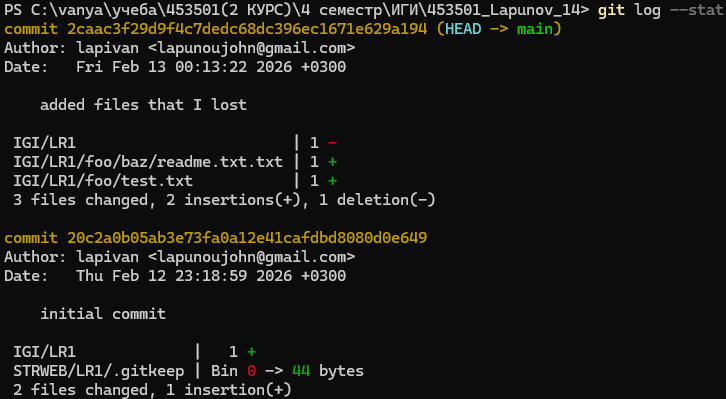 PS C:\vanya\учеба\453501(2 КУРС)\4 семестр\ИГИ\453501_Lapunov_14> git log --stat
commit 2caac3f29d9f4c7dedc68dc396ec1671e629a194 (HEAD -> main)
Author: lapivan <lapunoujohn@gmail.com>
Date:   Fri Feb 13 00:13:22 2026 +0300

    added files that I lost

 IGI/LR1                        | 1 -
 IGI/LR1/foo/baz/readme.txt.txt | 1 +
 IGI/LR1/foo/test.txt           | 1 +
 3 files changed, 2 insertions(+), 1 deletion(-)

commit 20c2a0b05ab3e73fa0a12e41cafdbd8080d0e649
Author: lapivan <lapunoujohn@gmail.com>
Date:   Thu Feb 12 23:18:59 2026 +0300

    initial commit

 IGI/LR1             |   1 +
 STRWEB/LR1/.gitkeep | Bin 0 -> 44 bytes
 2 files changed, 1 insertion(+)